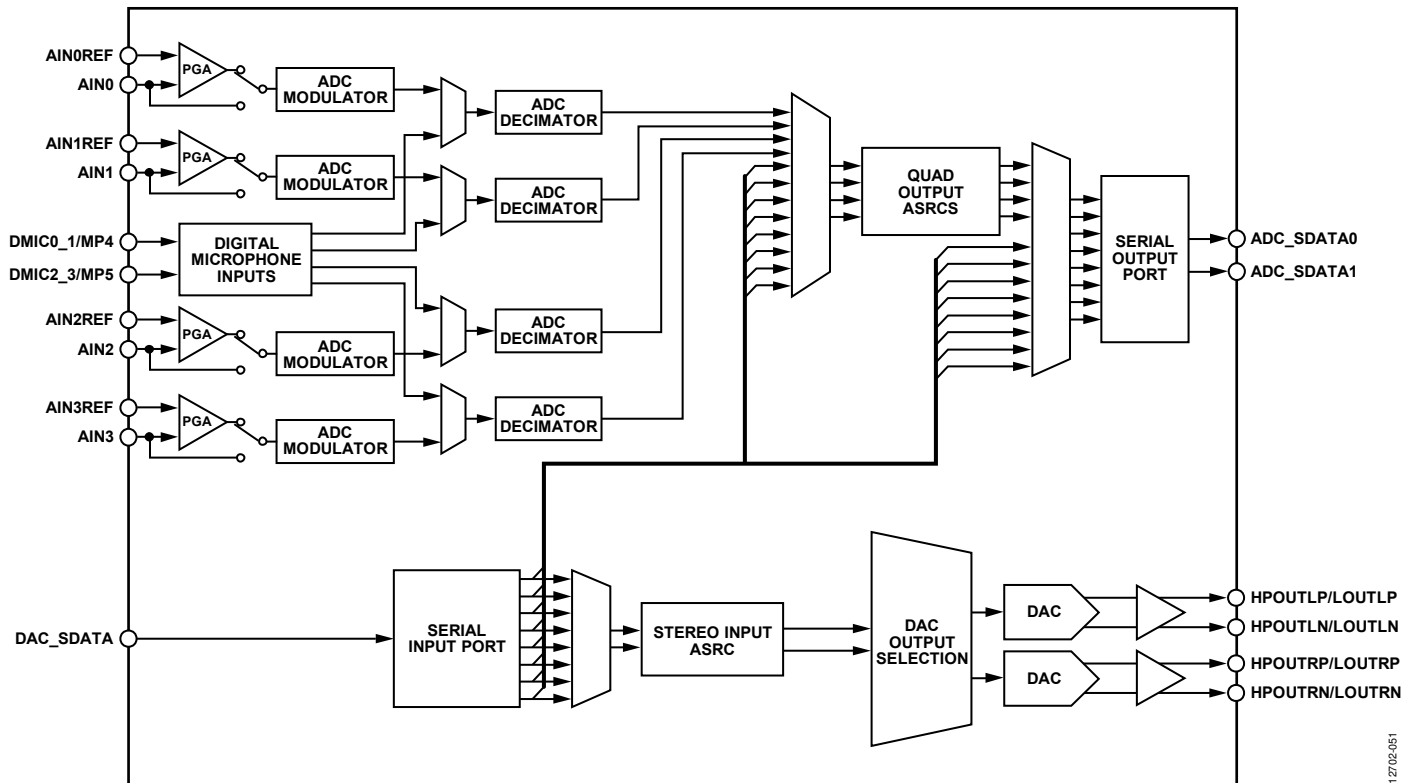 AIN0REF
AIN0
PGA
ADC
MODULATOR
ADC
DECIMATOR
AIN1REF
AIN1
PGA
ADC
MODULATOR
ADC
DECIMATOR
DMIC0_1/MP4
DMIC2_3/MP5
DIGITAL
MICROPHONE
INPUTS
AIN2REF
AIN2
PGA
ADC
MODULATOR
ADC
DECIMATOR
AIN3REF
AIN3
PGA
ADC
MODULATOR
ADC
DECIMATOR
QUAD
OUTPUT
ASRCS
SERIAL
OUTPUT
PORT
ADC_SDATA0
ADC_SDATA1
DAC_SDATA
SERIAL
INPUT PORT
STEREO INPUT
ASRC
DAC
OUTPUT
SELECTION
DAC
DAC
HPOUTLP/LOUTLP
HPOUTLN/LOUTLN
HPOUTRP/LOUTRP
HPOUTRN/LOUTRN
12702-051